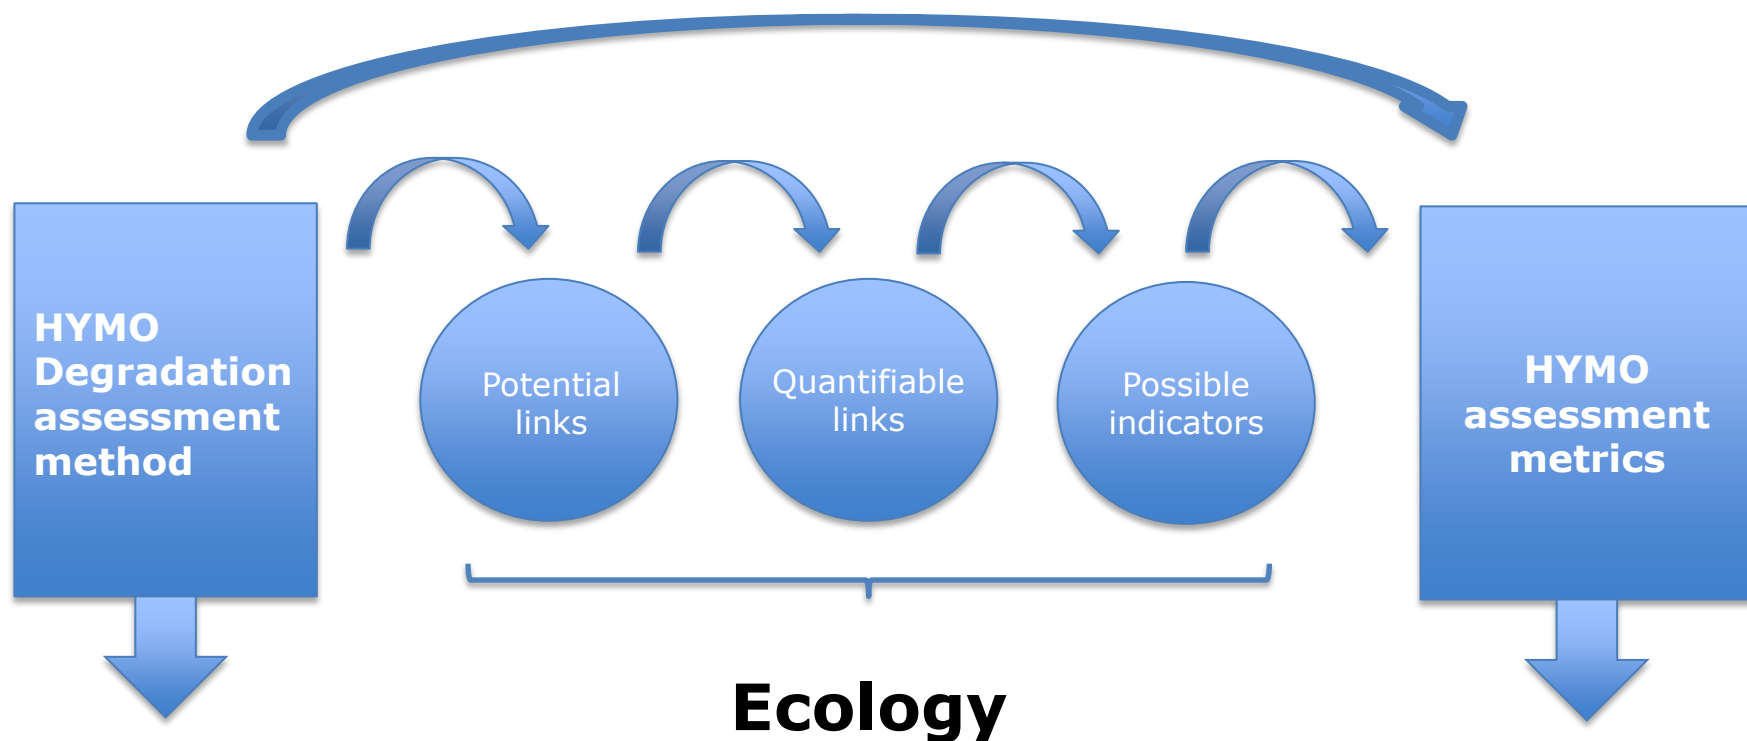 HYMO
Degradation
assessment
method
Potential
links
Quantifiable
links
Possible
indicators
HYMO
assessment
metrics
Ecology